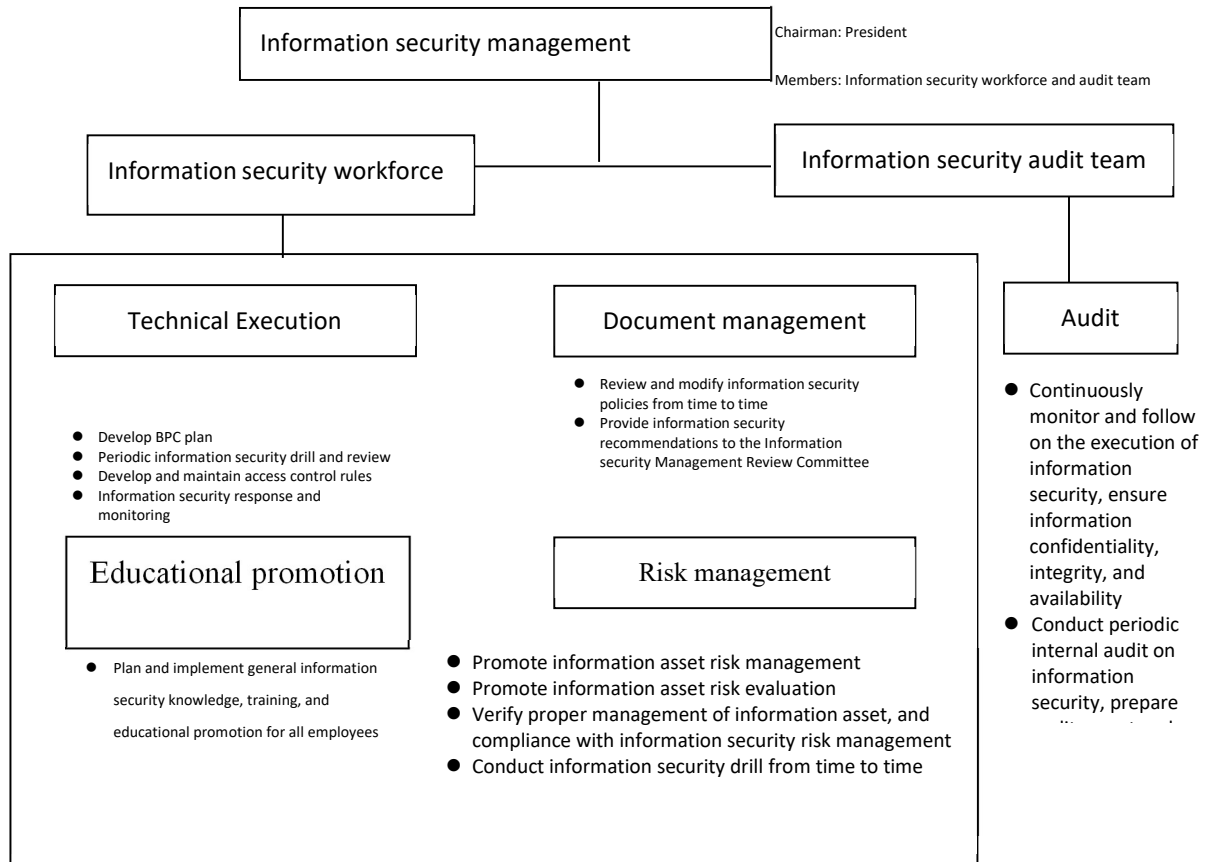 Information security management
Chairman: President
Members: Information security workforce and audit team
Information security workforce
Information security audit team
Technical Execution
● Develop BPC plan
● Periodic information security drill and review
● Develop and maintain access control rules
● Information security response and
monitoring
Document management
● Review and modify information security
policies from time to time
● Provide information security
recommendations to the Information
security Management Review Committee
Educational promotion
● Plan and implement general information
security knowledge, training, and
educational promotion for all employees
Risk management
● Promote information asset risk management
● Promote information asset risk evaluation
● Verify proper management of information asset, and
compliance with information security risk management
● Conduct information security drill from time to time
Audit
● Continuously
monitor and follow
on the execution of
information
security, ensure
information
confidentiality,
integrity, and
availability
● Conduct periodic
internal audit on
information
security, prepare